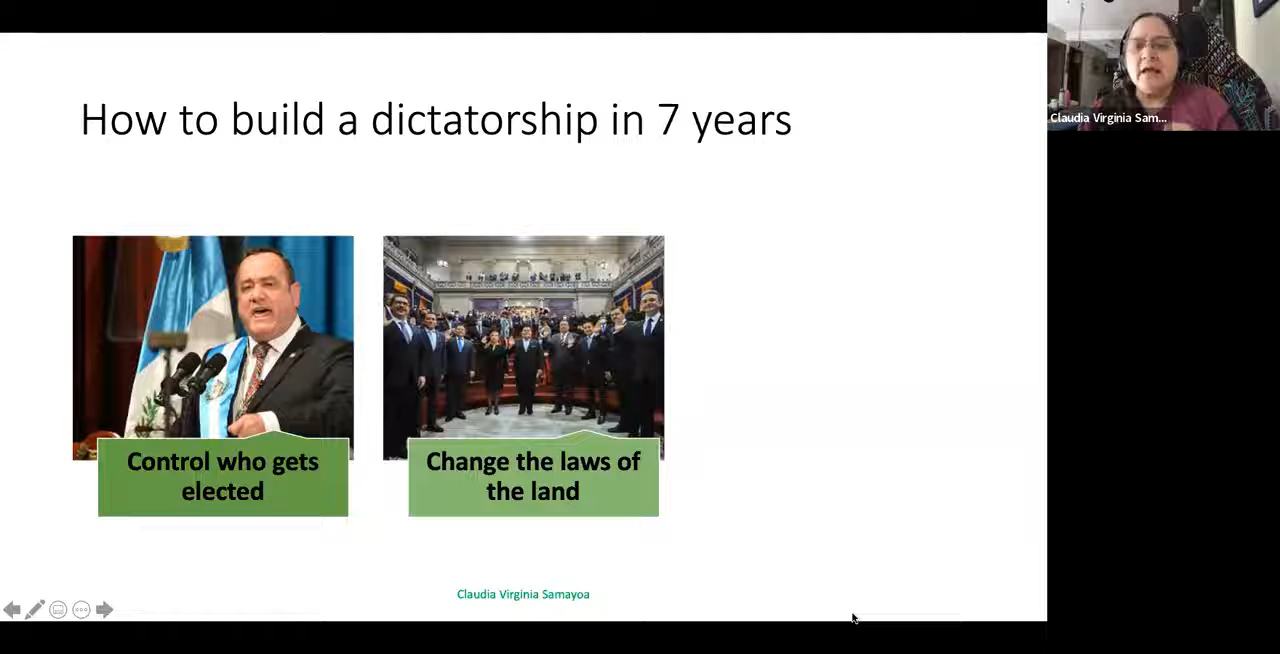 How to build a dictatorship in 7 years
Claudia Virginia Sam...
Control who gets
elected
Change the laws of
the land
Claudia Virginia Samayoa